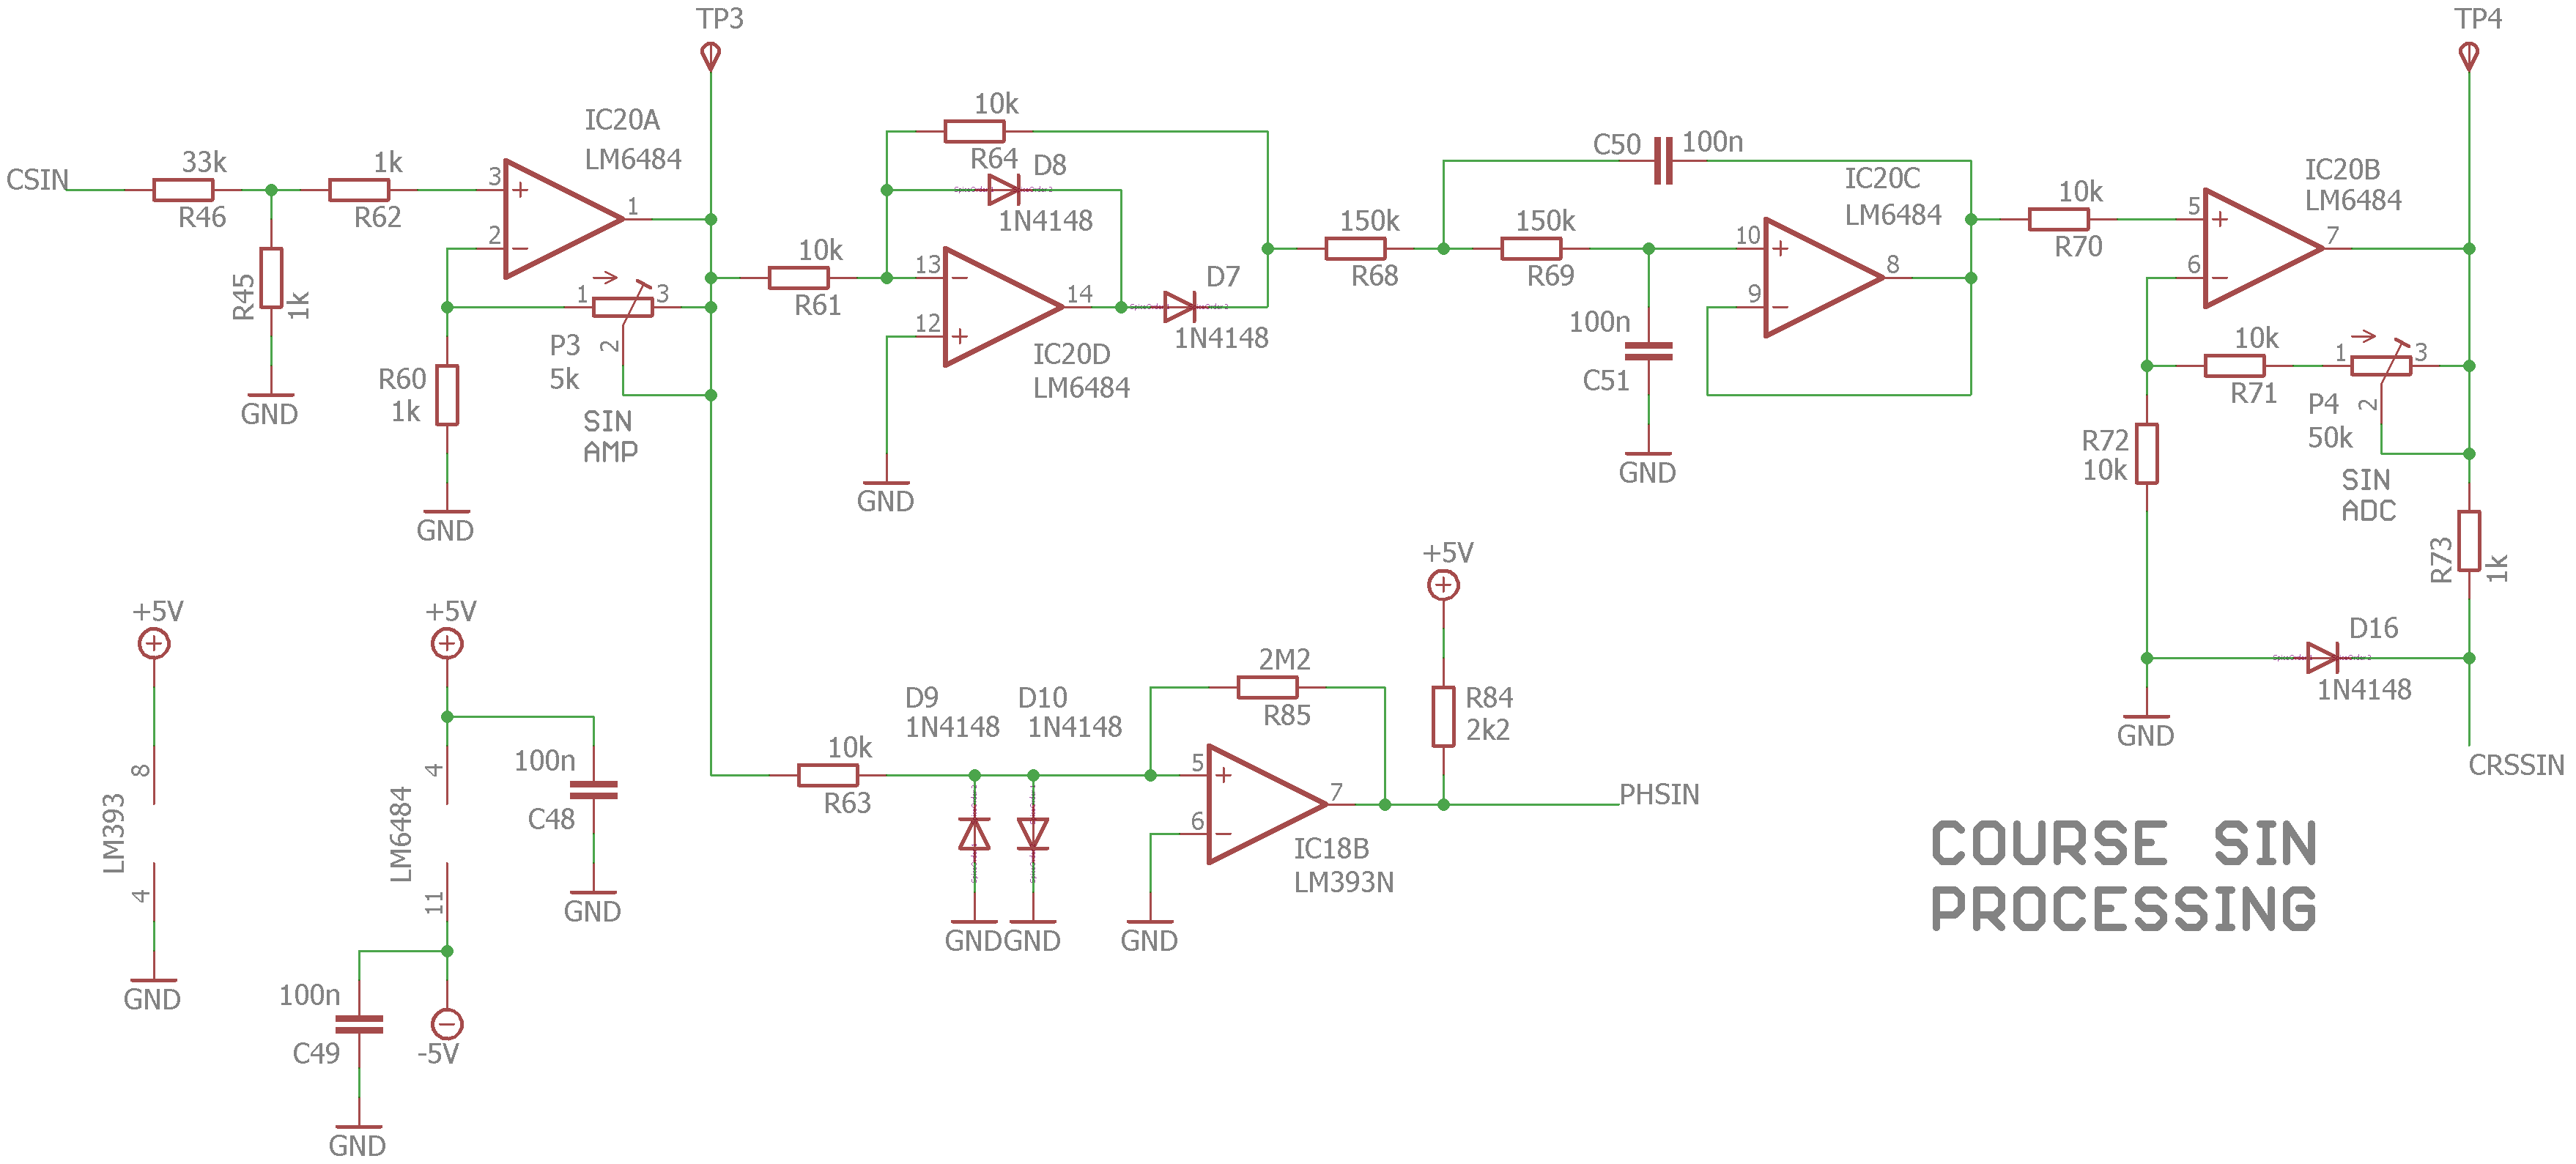 TP3
TP4
CSIN
33k
R46
1k
R62
R45
1k
GND
IC20A
LM6484
3
2
1
P3
5k
1
3
2
SIN
AMP
R60
1k
GND
10k
R61
10k
R64
D8
1N4148
13
12
14
IC20D
LM6484
GND
D7
1N4148
150k
R68
150k
R69
C50
100n
100n
C51
GND
IC20C
LM6484
10
9
8
10k
R70
IC20B
LM6484
5
6
7
10k
R71
1
3
2
P4
50k
SIN
ADC
R72
10k
R73
1k
D16
SpiceOrder 1
SpiceOrder 2
1N4148
GND
CRSSIN
+5V
8
LM393
4
GND
+5V
4
LM6484
11
100n
C48
GND
100n
C49
GND
-5V
10k
R63
D9
1N4148
D10
1N4148
GND
GND
2M2
R85
5
6
7
IC18B
LM393N
GND
+5V
R84
2k2
PHSIN
COURSE SIN
PROCESSING